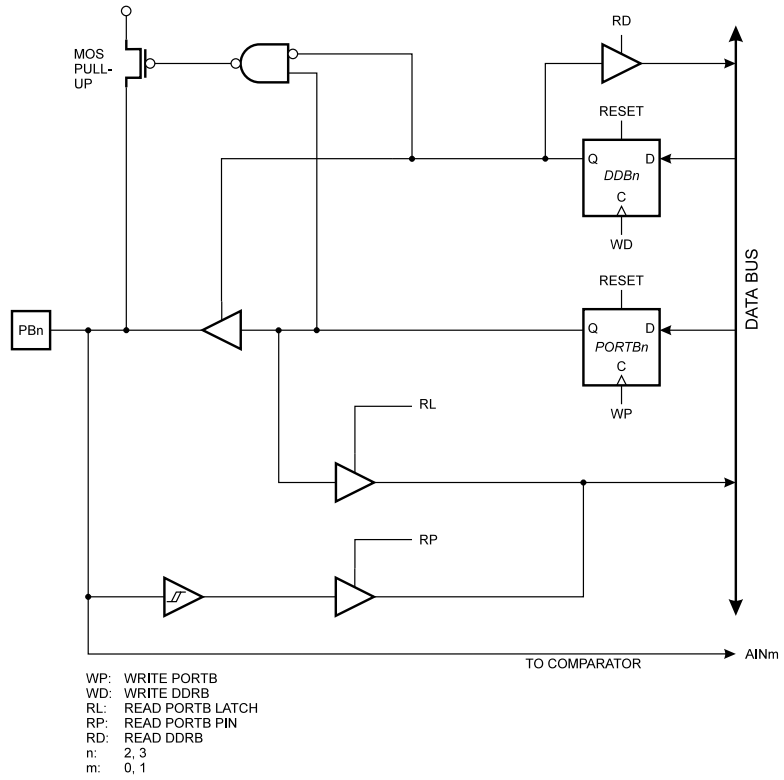 RD
MOS
PULL-
UP
RESET
Q D
DDBn
C
WD
RESET
PBn
Q D
PORTBn
C
WP
DATA BUS
RL
RP
AINm
TO COMPARATOR
WP: WRITE PORTB
WD: WRITE DDRB
RL: READ PORTB LATCH
RP: READ PORTB PIN
RD: READ DDRB
n: 2, 3
m: 0, 1